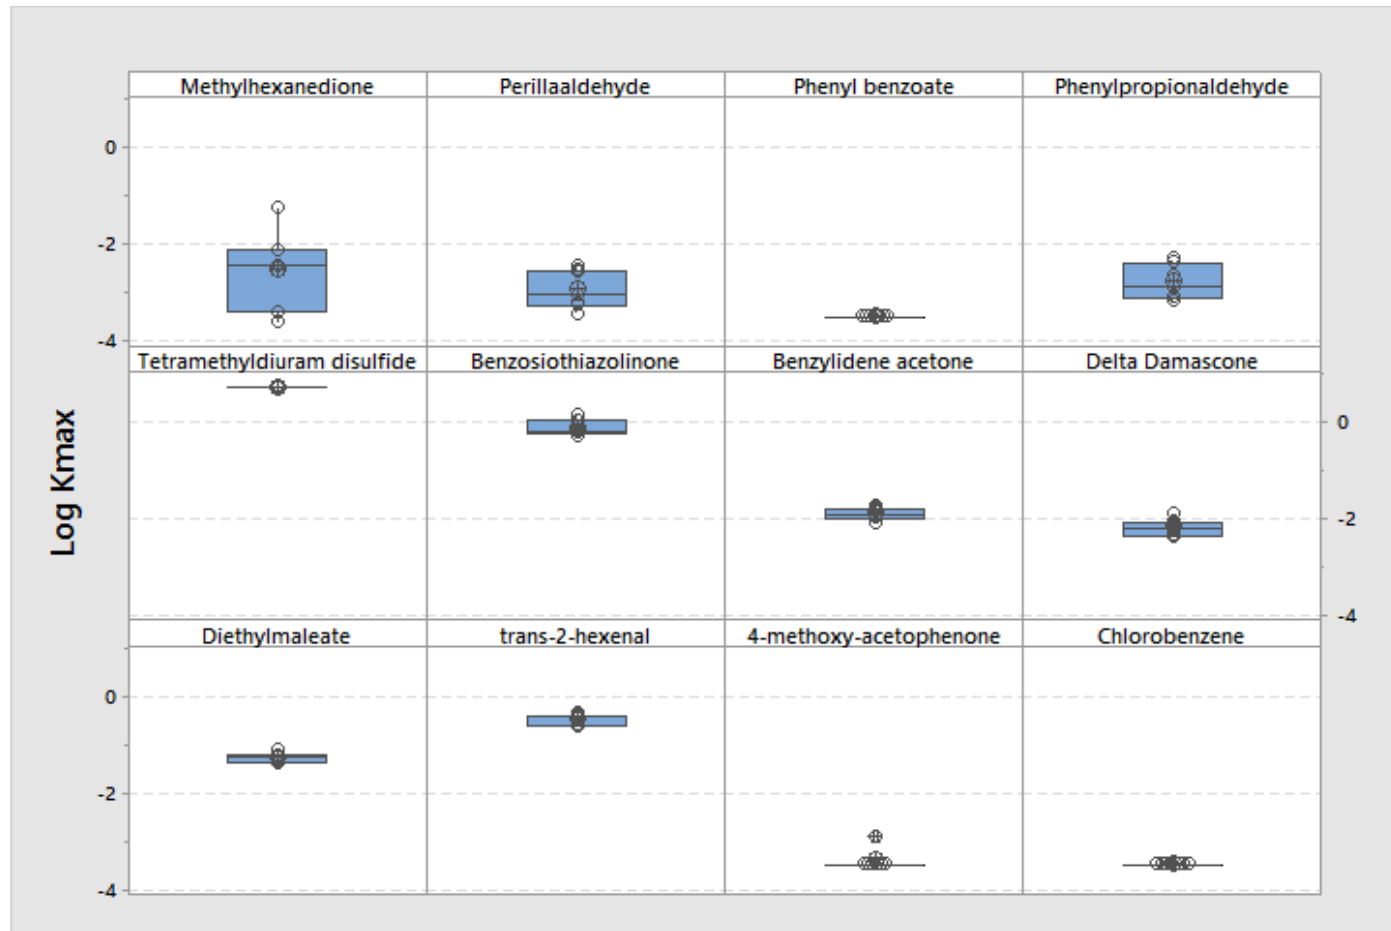 Methylhexanedione Perillaaldehyde Phenyl benzoate Phenylpropionaldehyde
0
-2
-4
Tetramethyldiuram disulfide Benzosiothiazolinone Benzylidene acetone Delta Damascone
0
-2
-4
Log Kmax
Diethylmaleate trans-2-hexenal 4-methoxy-acetophenone Chlorobenzene
0
-2
-4